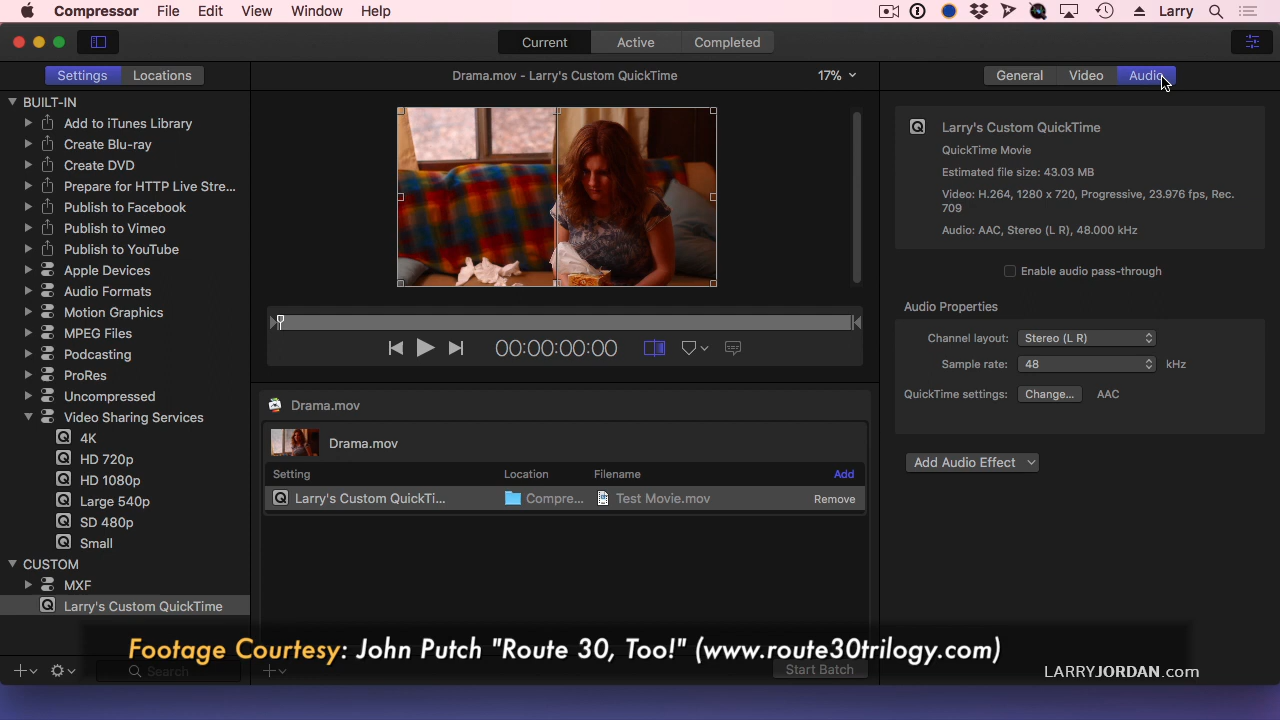 Compressor File Edit View Window Help Larry
Current Active Completed
Settings Locations
Drama.mov - Larry's Custom QuickTime 17%
General Video Audio
BUILT-IN
Add to iTunes Library
Create Blu-ray
Create DVD
Prepare for HTTP Live Stre...
Publish to Facebook
Publish to Vimeo
Publish to YouTube
Apple Devices
Audio Formats
Motion Graphics
MPEG Files
Podcasting
ProRes
Uncompressed
Video Sharing Services
4K
HD 720p
HD 1080p
Large 540p
SD 480p
Small
CUSTOM
MXF
Larry's Custom QuickTime
Search
00:00:00:00
Drama.mov
Drama.mov
Setting Location Filename Add
Larry's Custom QuickTi... Compre... Test Movie.mov Remove
Start Batch
Larry's Custom QuickTime
QuickTime Movie
Estimated file size: 43.03 MB
Video: H.264, 1280 x 720, Progressive, 23.976 fps, Rec.
709
Audio: AAC, Stereo (L R), 48.000 kHz
Enable audio pass-through
Audio Properties
Channel layout: Stereo (L R)
Sample rate: 48 kHz
QuickTime settings: Change... AAC
Add Audio Effect
Footage Courtesy: John Putch "Route 30, Too!" (www.route30trilogy.com)
LARRYJORDAN.com